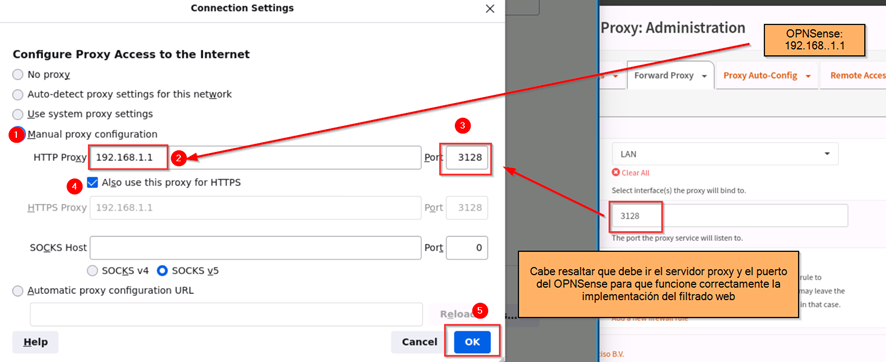 Connection Settings
Configure Proxy Access to the Internet
No proxy
Auto-detect proxy settings for this network
Use system proxy settings
1 Manual proxy configuration
HTTP Proxy 192.168.1.1 2 Port 3 3128
4 Also use this proxy for HTTPS
HTTPS Proxy 192.168.1.1 Port 3128
SOCKS Host Port 0
SOCKS v4 SOCKS v5
Automatic proxy configuration URL
5
Help Cancel OK
Proxy: Administration
OPNSense:
192.168..1.1
Forward Proxy Proxy Auto-Config Remote Acces
LAN
Clear All
Select interface(s) the proxy will bind to.
3128
The port the proxy service will listen to.
Cabe resaltar que debe ir el servidor proxy y el puerto
del OPNSense para que funcione correctamente la
implementación del filtrado web
rule to
may leave the
in that case.
B.V.